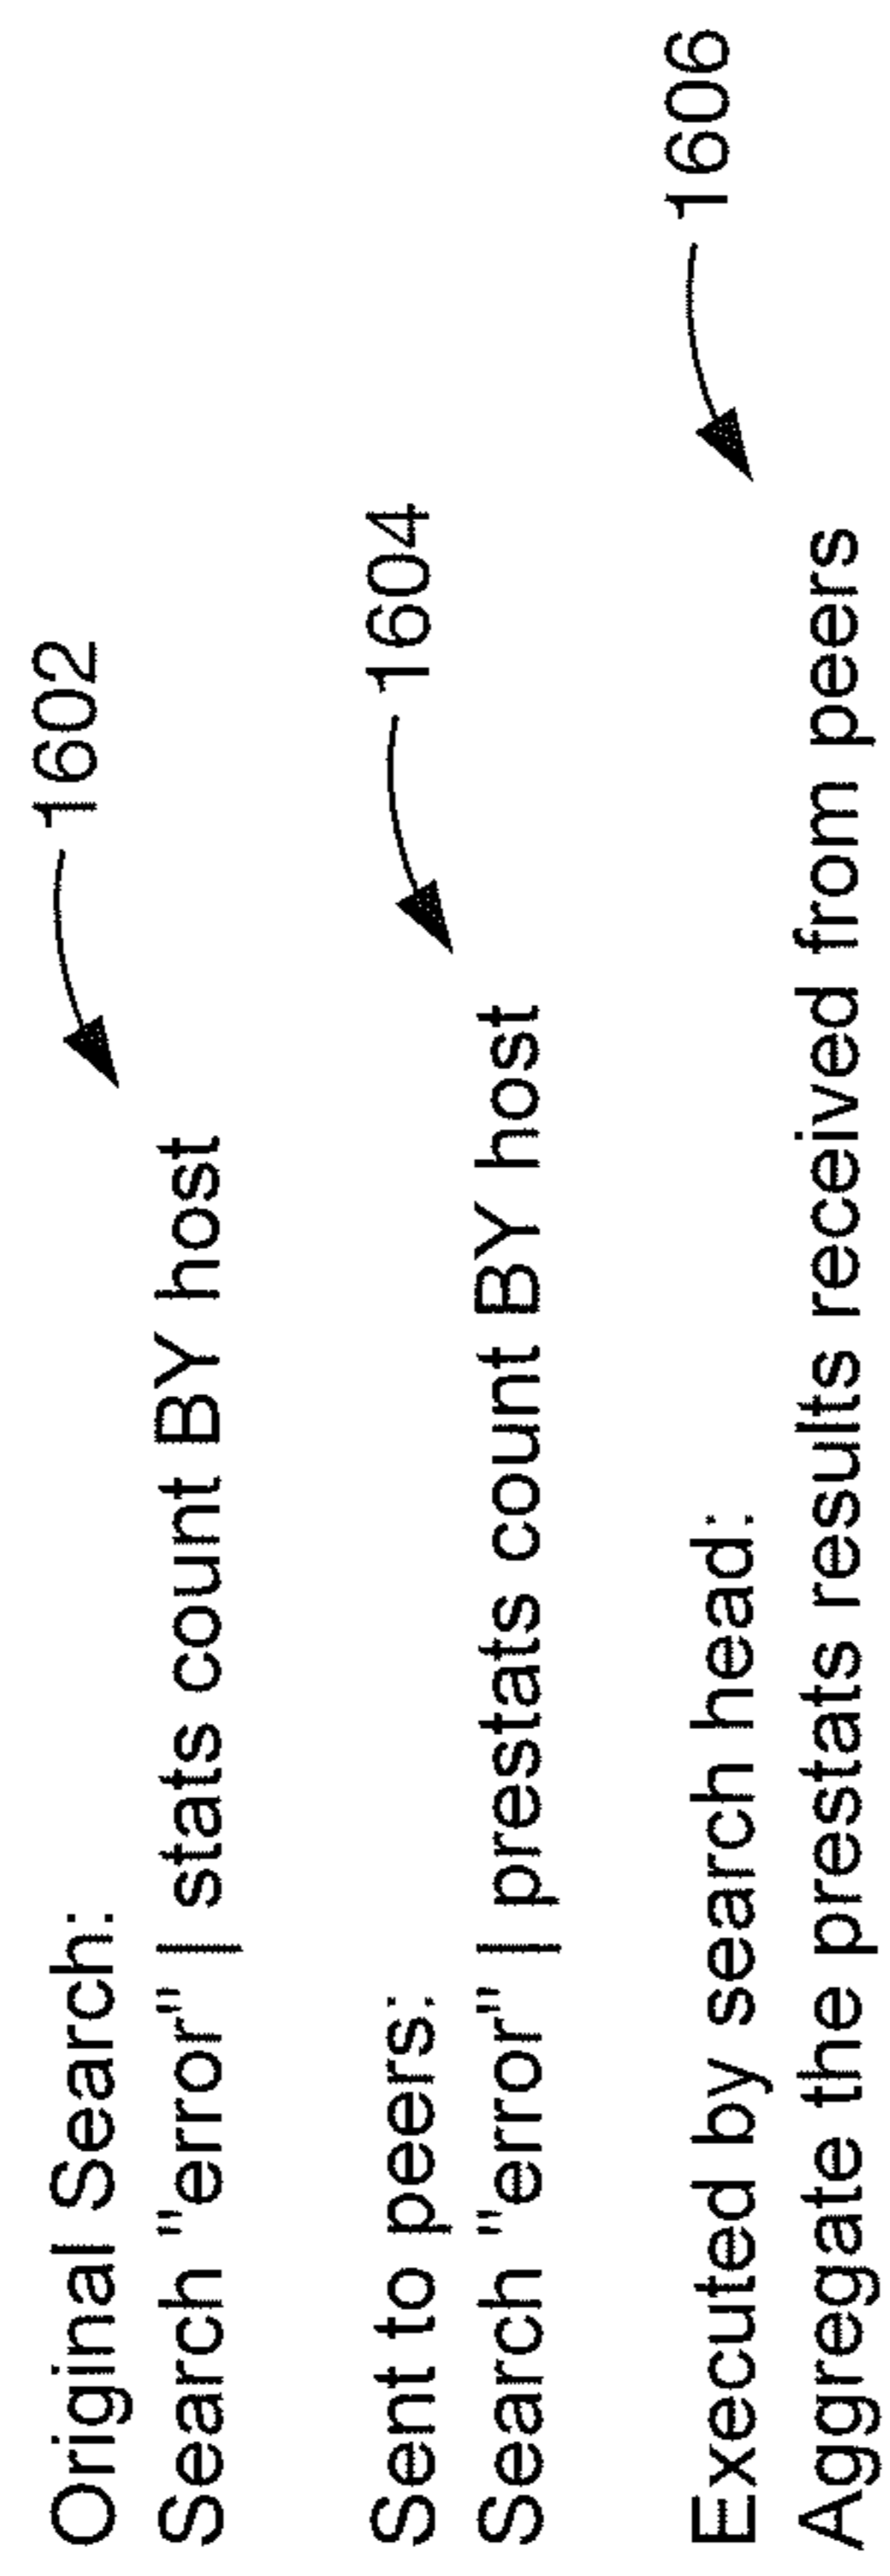 Original Search:
1602
Search "error" | stats count BY host
Sent to peers:
1604
Search "error" | prestats count BY host
Executed by search head:
1606
Aggregate the prestats results received from peers